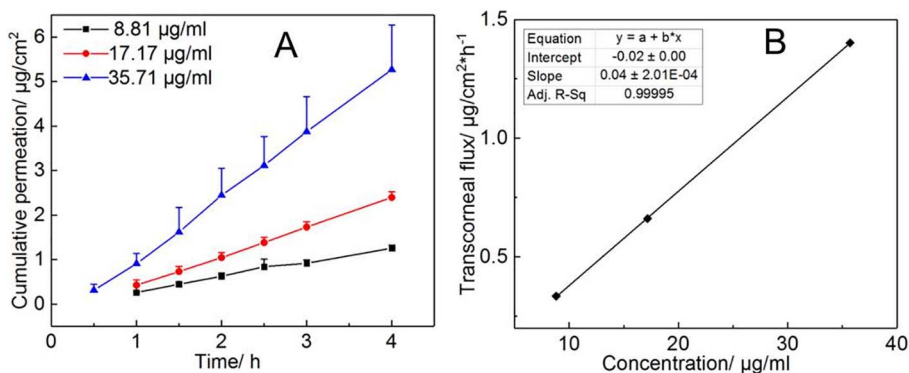 8.81 µg/ml
17.17 µg/ml
35.71 µg/ml
A
Cumulative permeation/ µg/cm²
6
5
4
3
2
1
0
0 1 2 3 4
Time/ h
B
Equation y = a + b*x
Intercept -0.02 ± 0.00
Slope 0.04 ± 2.01E-04
Adj. R-Sq 0.99995
Transcorneal flux/ µg/cm²*h⁻¹
1.5
1.0
0.5
10 20 30 40
Concentration/ µg/ml